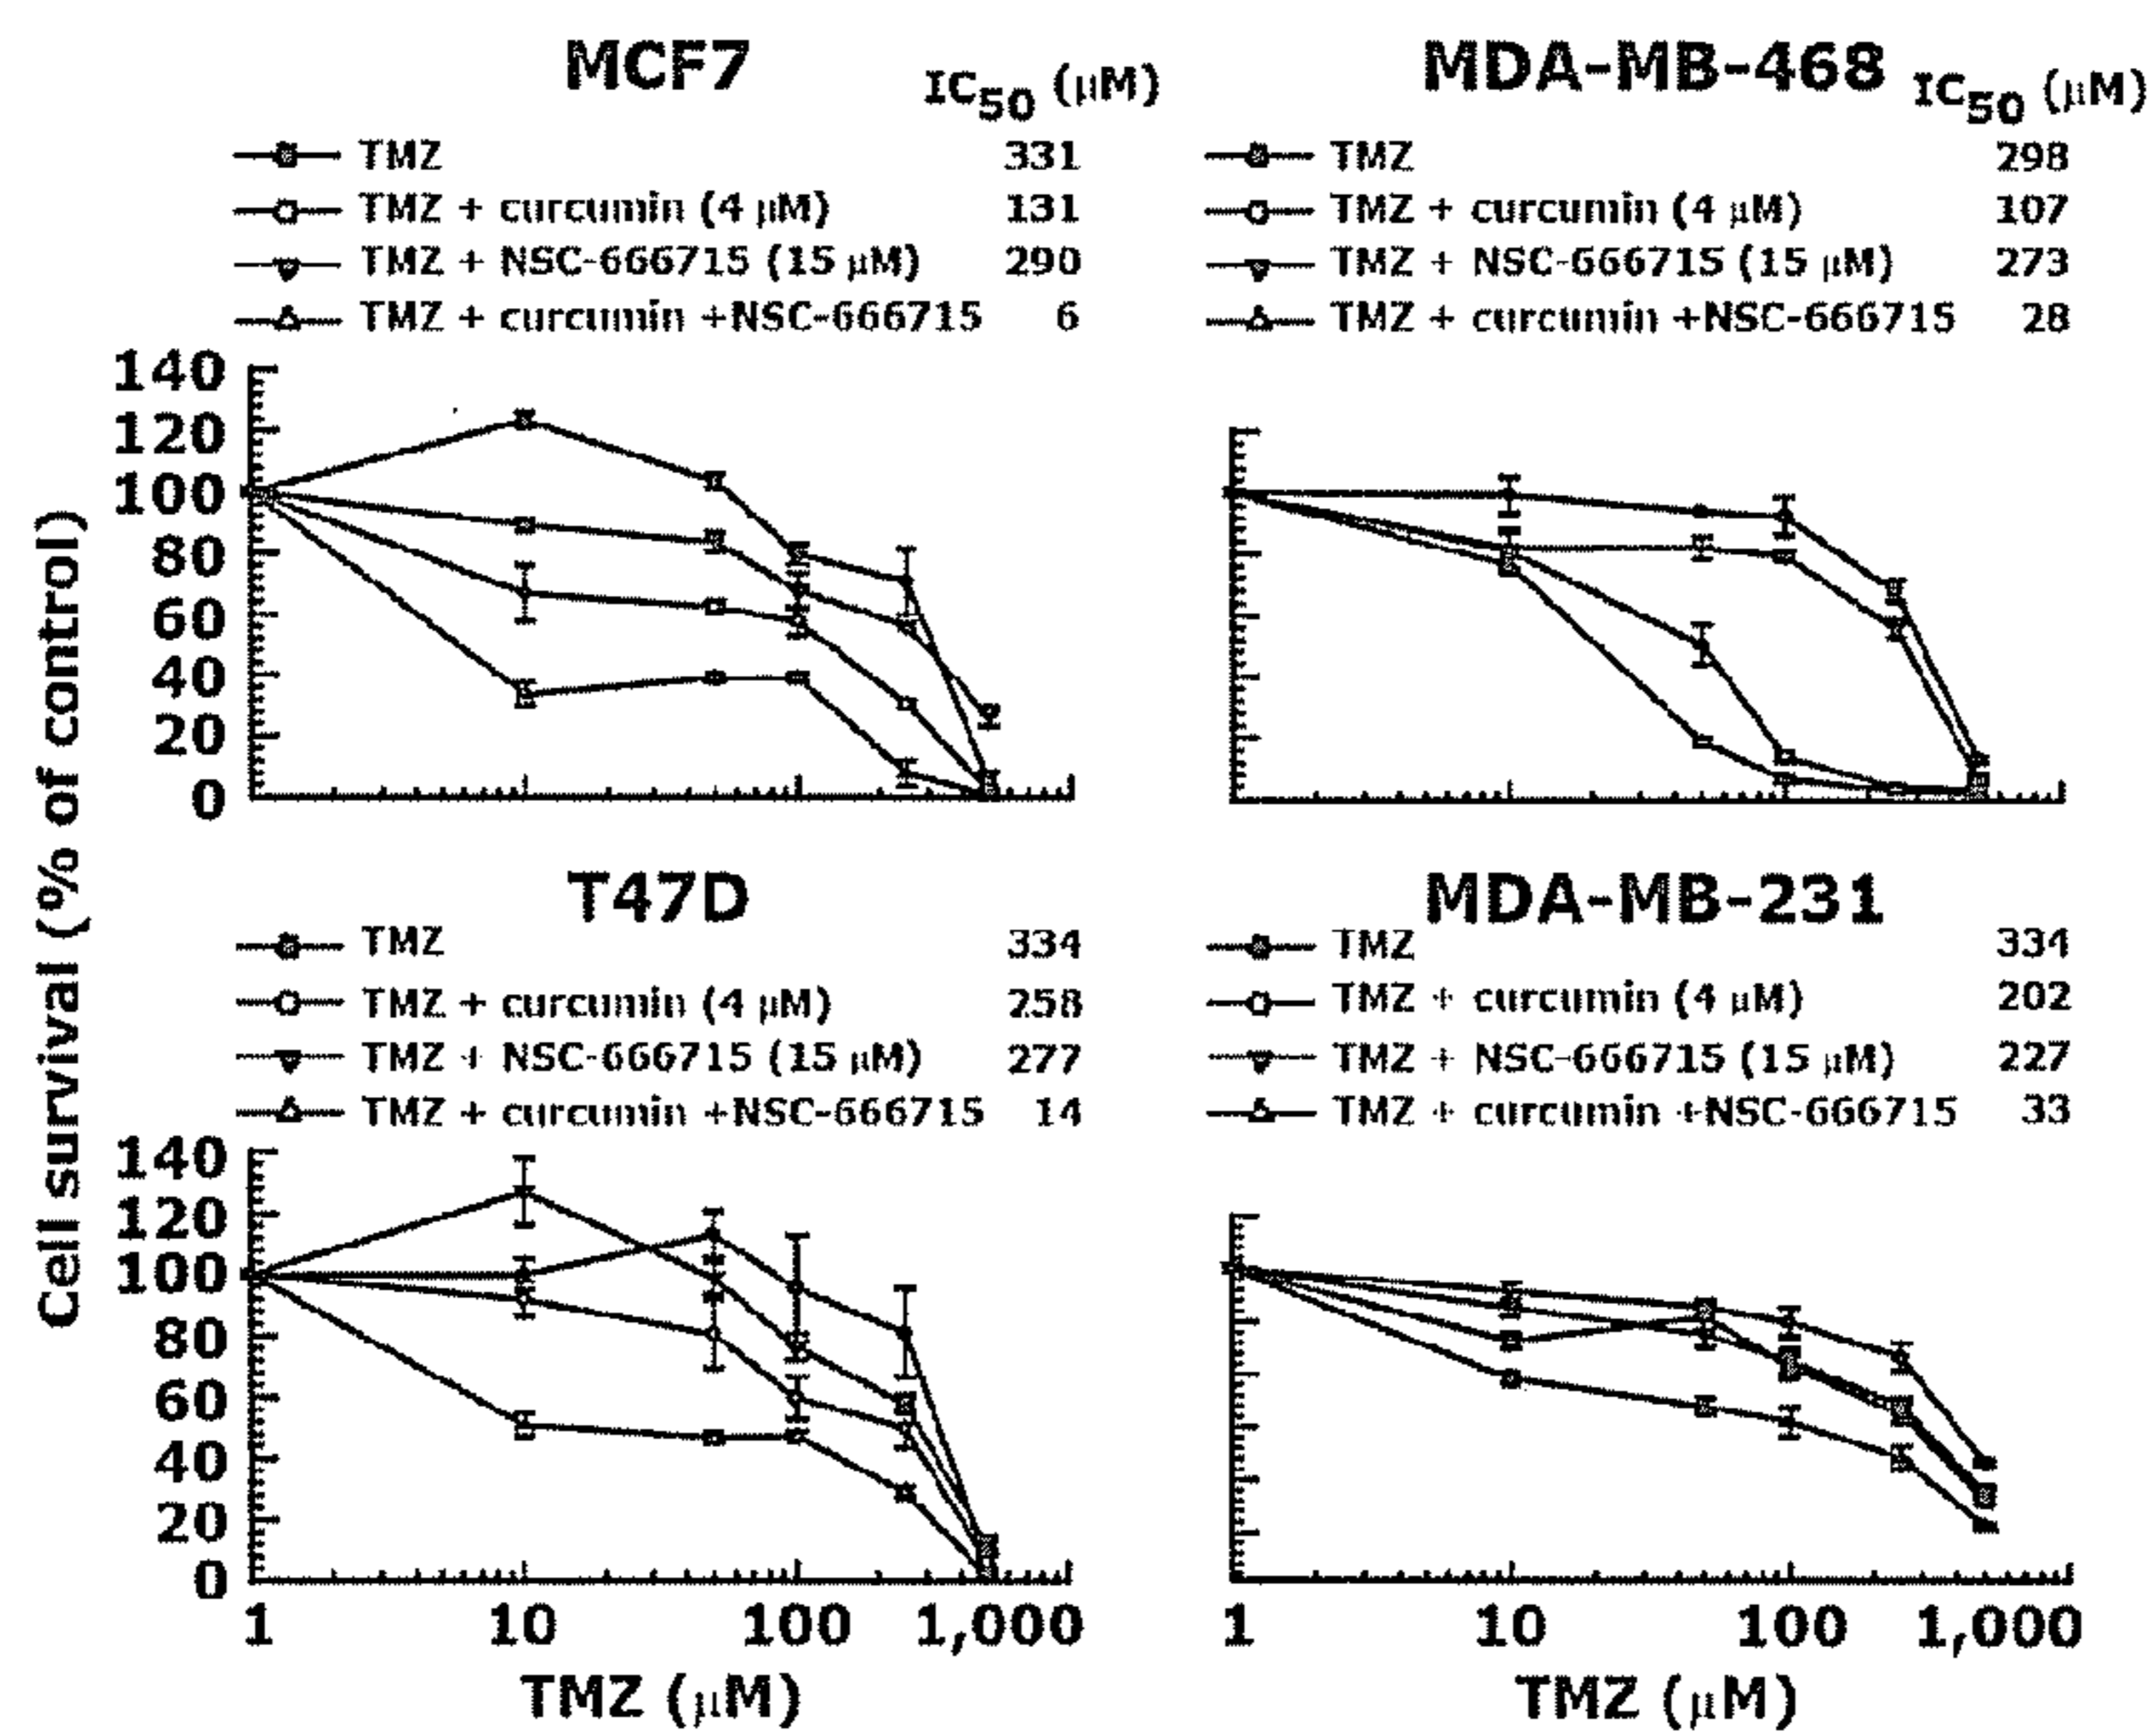 MCF7 IC50 (μM)
TMZ 331
TMZ + curcumin (4 μM) 131
TMZ + NSC-666715 (15 μM) 290
TMZ + curcumin +NSC-666715 6
MDA-MB-468 IC50 (μM)
TMZ 298
TMZ + curcumin (4 μM) 107
TMZ + NSC-666715 (15 μM) 273
TMZ + curcumin +NSC-666715 28
140
120
100
80
60
40
20
0
Cell survival (% of control)
T47D
TMZ 334
TMZ + curcumin (4 μM) 258
TMZ + NSC-666715 (15 μM) 277
TMZ + curcumin +NSC-666715 14
MDA-MB-231
TMZ 334
TMZ + curcumin (4 μM) 202
TMZ + NSC-666715 (15 μM) 227
TMZ + curcumin +NSC-666715 33
140
120
100
80
60
40
20
0
1 10 100 1,000
TMZ (μM)
1 10 100 1,000
TMZ (μM)